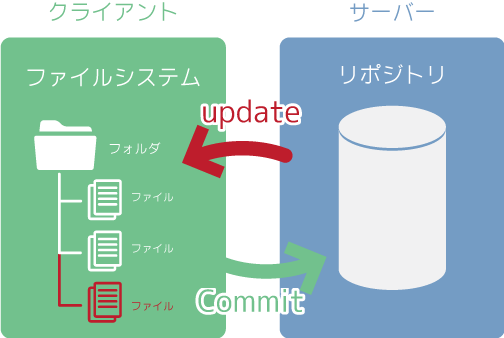 クライアント
サーバー
ファイルシステム
リポジトリ
update
フォルダ
ファイル
ファイル
Commit
ファイル